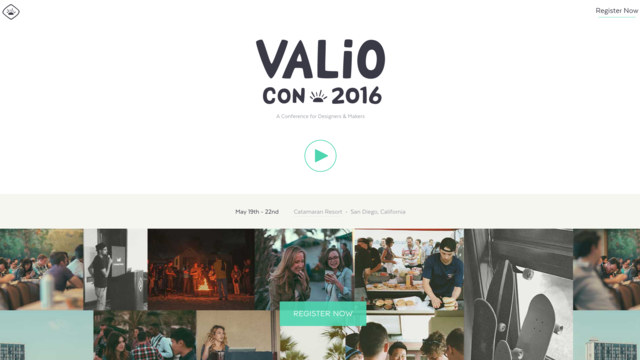 Register Now
VALiO
CON 2016
A Conference for Designers & Makers
May 19th - 22nd
Catamaran Resort - San Diego, California
REGISTER NOW